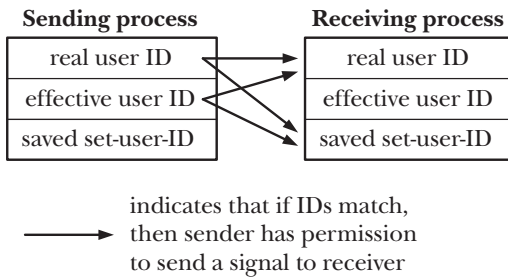 Sending process
Receiving process
real user ID
real user ID
effective user ID
effective user ID
saved set-user-ID
saved set-user-ID
indicates that if IDs match,
then sender has permission
to send a signal to receiver